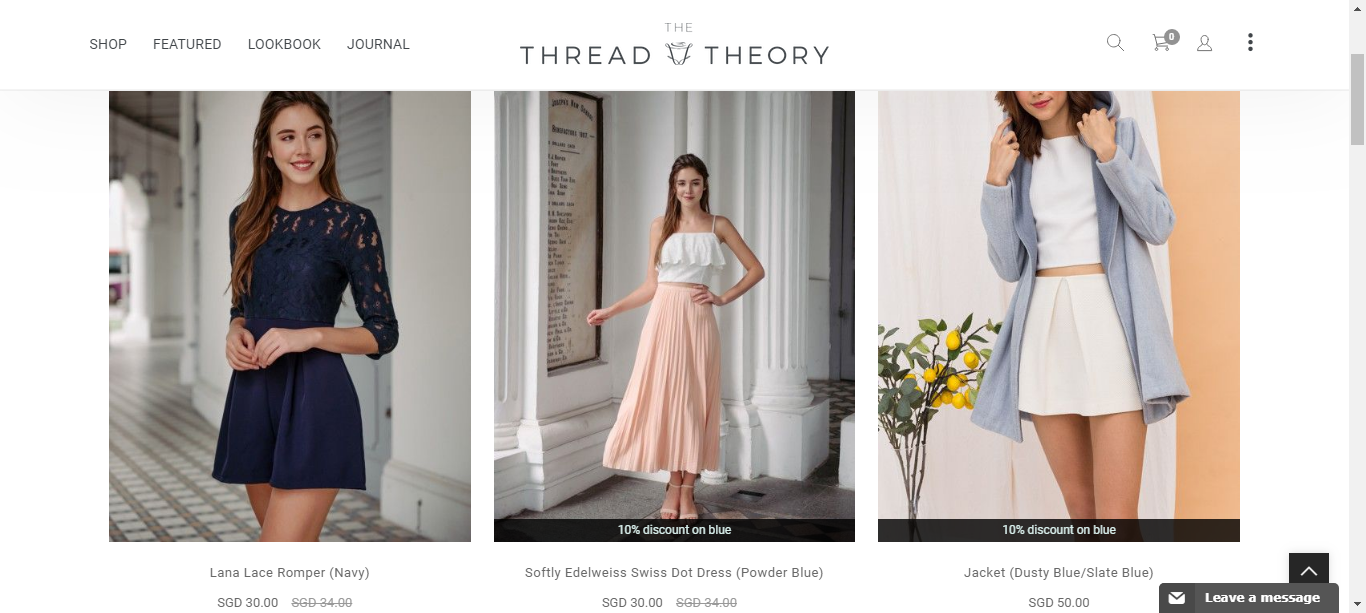 SHOP FEATURED LOOKBOOK JOURNAL
THE
THREAD THEORY
0
10% discount on blue
10% discount on blue
Lana Lace Romper (Navy)
Softly Edelweiss Swiss Dot Dress (Powder Blue)
Jacket (Dusty Blue/Slate Blue)
SGD 30.00 SGD 34.00
SGD 30.00 SGD 34.00
SGD 50.00
Leave a message